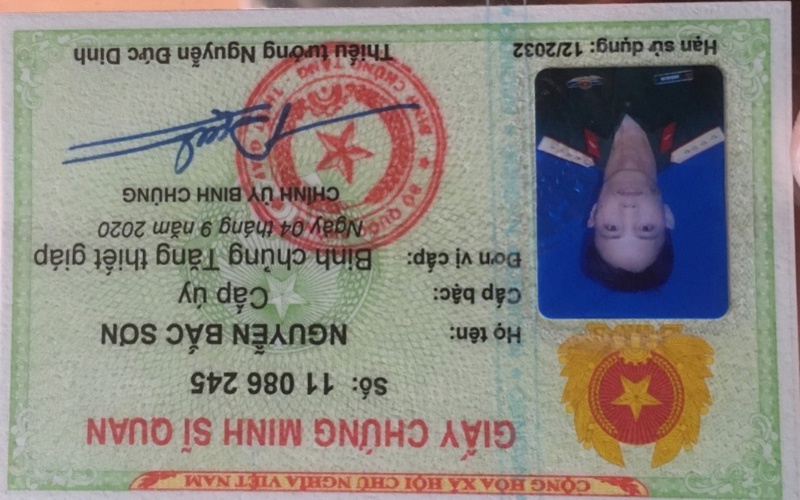 CỘNG HÒA XÃ HỘI CHỦ NGHĨA VIỆT NAM
GIẤY CHỨNG MINH SĨ QUAN
Số: 11 086 245
Họ tên: NGUYỄN BẮC SƠN
Cấp bậc: Cấp úy
Đơn vị cấp: Binh chủng Tăng thiết giáp
Ngày 04 tháng 9 năm 2020
CHÍNH ỦY BINH CHỦNG
Thiếu tướng Nguyễn Đức Dinh
Hạn sử dụng: 12/2032